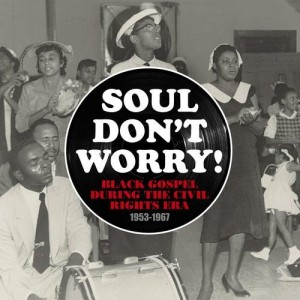 SOUL
DON'T
WORRY!
BLACK GOSPEL
DURING THE CIVIL
RIGHTS ERA
1953-1967